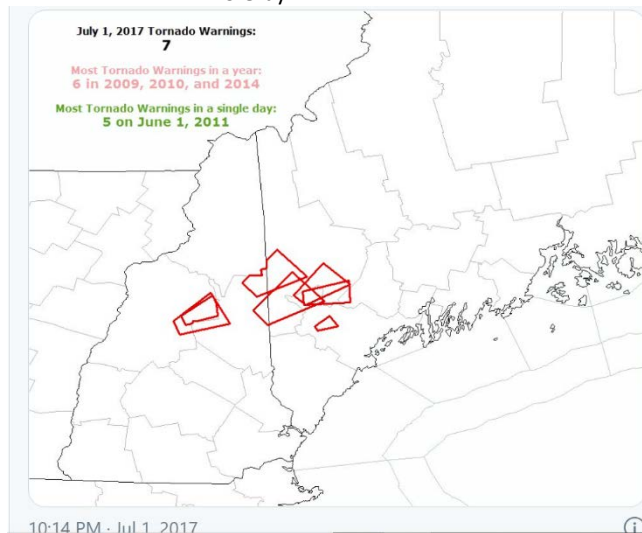 July 1, 2017 Tornado Warnings:
7
Most Tornado Warnings in a year:
6 in 2009, 2010, and 2014
Most Tornado Warnings in a single day:
5 on June 1, 2011
10:14 PM · Jul 1, 2017